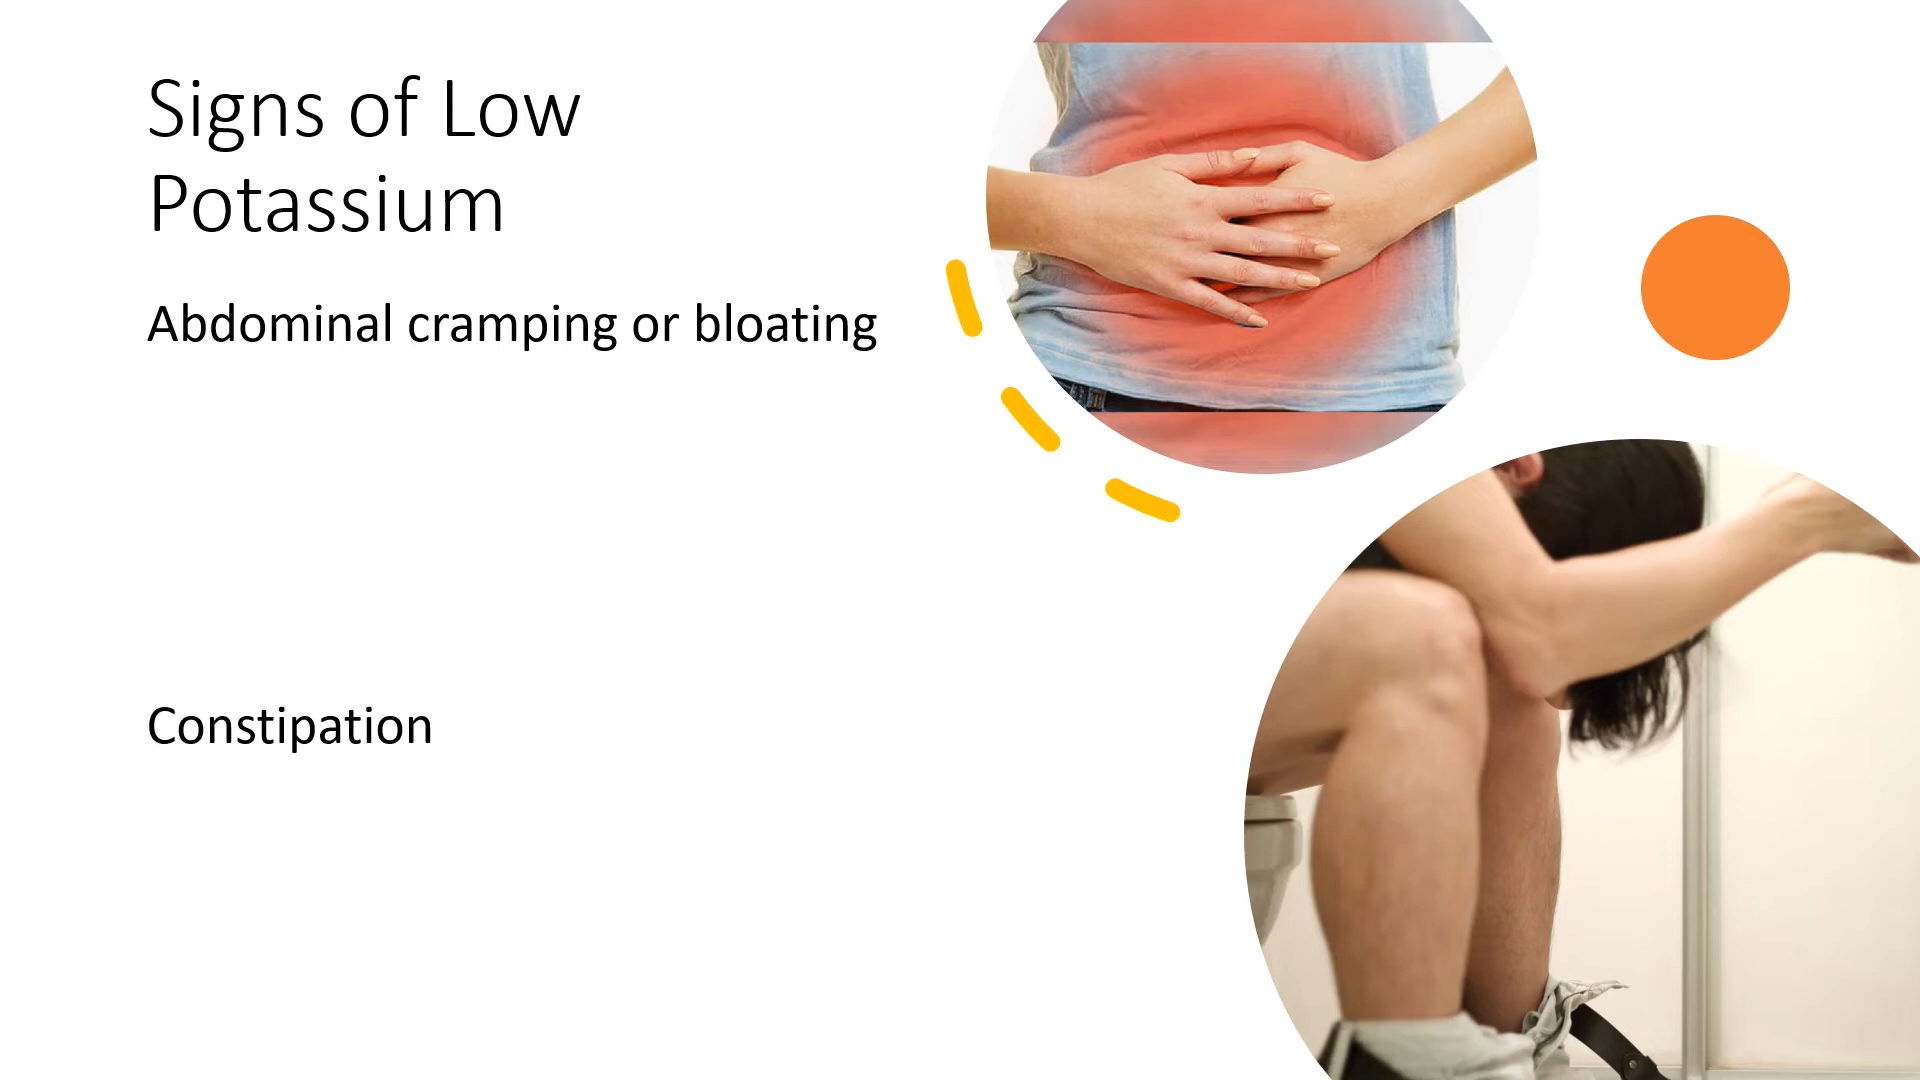 Signs of Low
Potassium
Abdominal cramping or bloating
Constipation